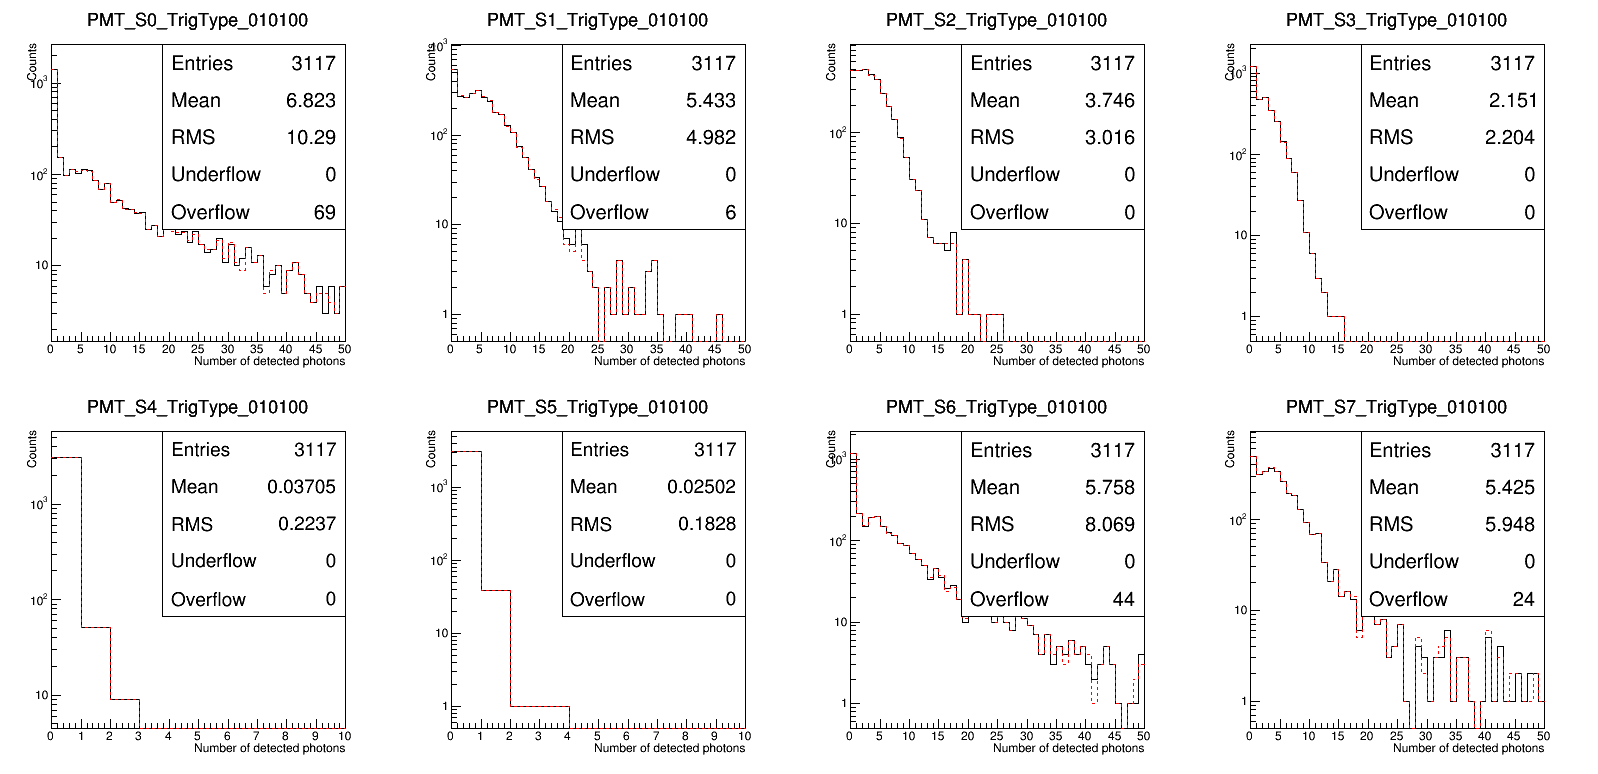 PMT_S0_TrigType_010100
Counts
Entries 3117
Mean 6.823
RMS 10.29
Underflow 0
Overflow 69
10³
10²
10
0 5 10 15 20 25 30 35 40 45 50
Number of detected photons
PMT_S1_TrigType_010100
Counts
Entries 3117
Mean 5.433
RMS 4.982
Underflow 0
Overflow 6
10³
10²
10
1
0 5 10 15 20 25 30 35 40 45 50
Number of detected photons
PMT_S2_TrigType_010100
Counts
Entries 3117
Mean 3.746
RMS 3.016
Underflow 0
Overflow 0
10²
10
1
0 5 10 15 20 25 30 35 40 45 50
Number of detected photons
PMT_S3_TrigType_010100
Counts
Entries 3117
Mean 2.151
RMS 2.204
Underflow 0
Overflow 0
10³
10²
10
1
0 5 10 15 20 25 30 35 40 45 50
Number of detected photons
PMT_S4_TrigType_010100
Counts
Entries 3117
Mean 0.03705
RMS 0.2237
Underflow 0
Overflow 0
10³
10²
10
0 1 2 3 4 5 6 7 8 9 10
Number of detected photons
PMT_S5_TrigType_010100
Counts
Entries 3117
Mean 0.02502
RMS 0.1828
Underflow 0
Overflow 0
10³
10²
10
1
0 1 2 3 4 5 6 7 8 9 10
Number of detected photons
PMT_S6_TrigType_010100
Counts
Entries 3117
Mean 5.758
RMS 8.069
Underflow 0
Overflow 44
10³
10²
10
1
0 5 10 15 20 25 30 35 40 45 50
Number of detected photons
PMT_S7_TrigType_010100
Counts
Entries 3117
Mean 5.425
RMS 5.948
Underflow 0
Overflow 24
10²
10
1
0 5 10 15 20 25 30 35 40 45 50
Number of detected photons